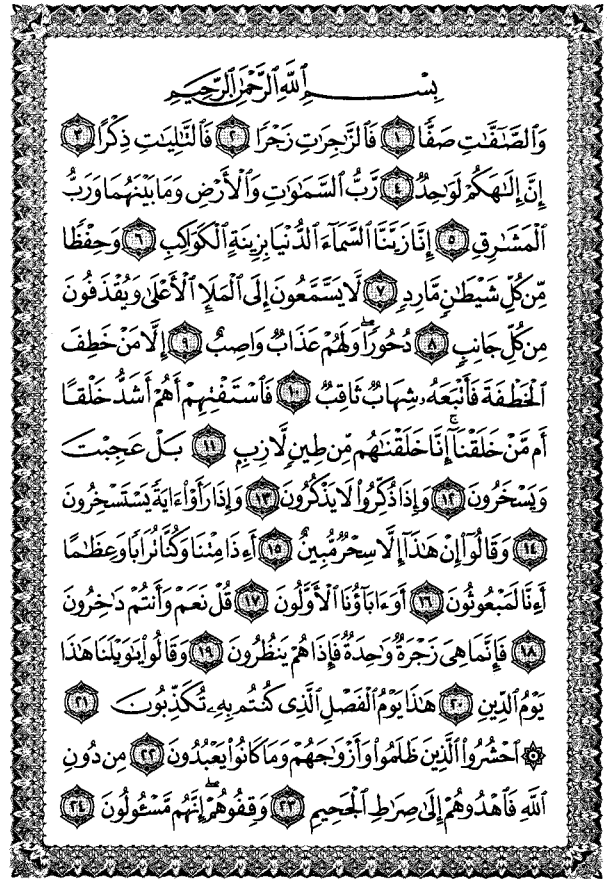 بِسْمِ ٱللَّهِ ٱلرَّحْمَٰنِ ٱلرَّحِيمِ
وَٱلصَّٰٓفَّٰتِ صَفًّا ١ فَٱلزَّٰجِرَٰتِ زَجْرًا ٢ فَٱلتَّٰلِيَٰتِ ذِكْرًا ٣
إِنَّ إِلَٰهَكُمْ لَوَٰحِدٌ ٤ رَّبُّ ٱلسَّمَٰوَٰتِ وَٱلْأَرْضِ وَمَا بَيْنَهُمَا وَرَبُّ
ٱلْمَشَٰرِقِ ٥ إِنَّا زَيَّنَّا ٱلسَّمَآءَ ٱلدُّنْيَا بِزِينَةٍ ٱلْكَوَاكِبِ ٦ وَحِفْظًا
مِّن كُلِّ شَيْطَٰنٍ مَّارِدٍ ٧ لَّا يَسَّمَّعُونَ إِلَى ٱلْمَلَإِ ٱلْأَعْلَىٰ وَيُقْذَفُونَ
مِن كُلِّ جَانِبٍ ٨ دُحُورًا ۖ وَلَهُمْ عَذَابٌ وَاصِبٌ ٩ إِلَّا مَنْ خَطِفَ
ٱلْخَطْفَةَ فَأَتْبَعَهُۥ شِهَابٌ ثَاقِبٌ ١٠ فَٱسْتَفْتِهِمْ أَهُمْ أَشَدُّ خَلْقًا
أَم مَّنْ خَلَقْنَآ ۚ إِنَّا خَلَقْنَٰهُم مِّن طِينٍ لَّازِبٍ ١١ بَلْ عَجِبْتَ
وَيَسْخَرُونَ ١٢ وَإِذَا ذُكِّرُوا۟ لَا يَذْكُرُونَ ١٣ وَإِذَا رَأَوْا۟ ءَايَةً يَسْتَسْخِرُونَ
١٤ وَقَالُوٓا۟ إِنْ هَٰذَآ إِلَّا سِحْرٌ مُّبِينٌ ١٥ أَءِذَا مِتْنَا وَكُنَّا تُرَابًا وَعِظَٰمًا
أَءِنَّا لَمَبْعُوثُونَ ١٦ أَوَءَابَآؤُنَا ٱلْأَوَّلُونَ ١٧ قُلْ نَعَمْ وَأَنتُمْ دَٰخِرُونَ
١٨ فَإِنَّمَا هِىَ زَجْرَةٌ وَٰحِدَةٌ فَإِذَا هُمْ يَنظُرُونَ ١٩ وَقَالُوا۟ يَٰوَيْلَنَا هَٰذَا
يَوْمُ ٱلدِّينِ ٢٠ هَٰذَا يَوْمُ ٱلْفَصْلِ ٱلَّذِى كُنتُم بِهِۦ تُكَذِّبُونَ ٢١
۞ ٱحْشُرُوا۟ ٱلَّذِينَ ظَلَمُوا۟ وَأَزْوَٰجَهُمْ وَمَا كَانُوا۟ يَعْبُدُونَ ٢٢ مِن دُونِ
ٱللَّهِ فَٱهْدُوهُمْ إِلَىٰ صِرَٰطِ ٱلْجَحِيمِ ٢٣ وَقِفُوهُمْ ۖ إِنَّهُم مَّسْـُٔولُونَ ٢٤